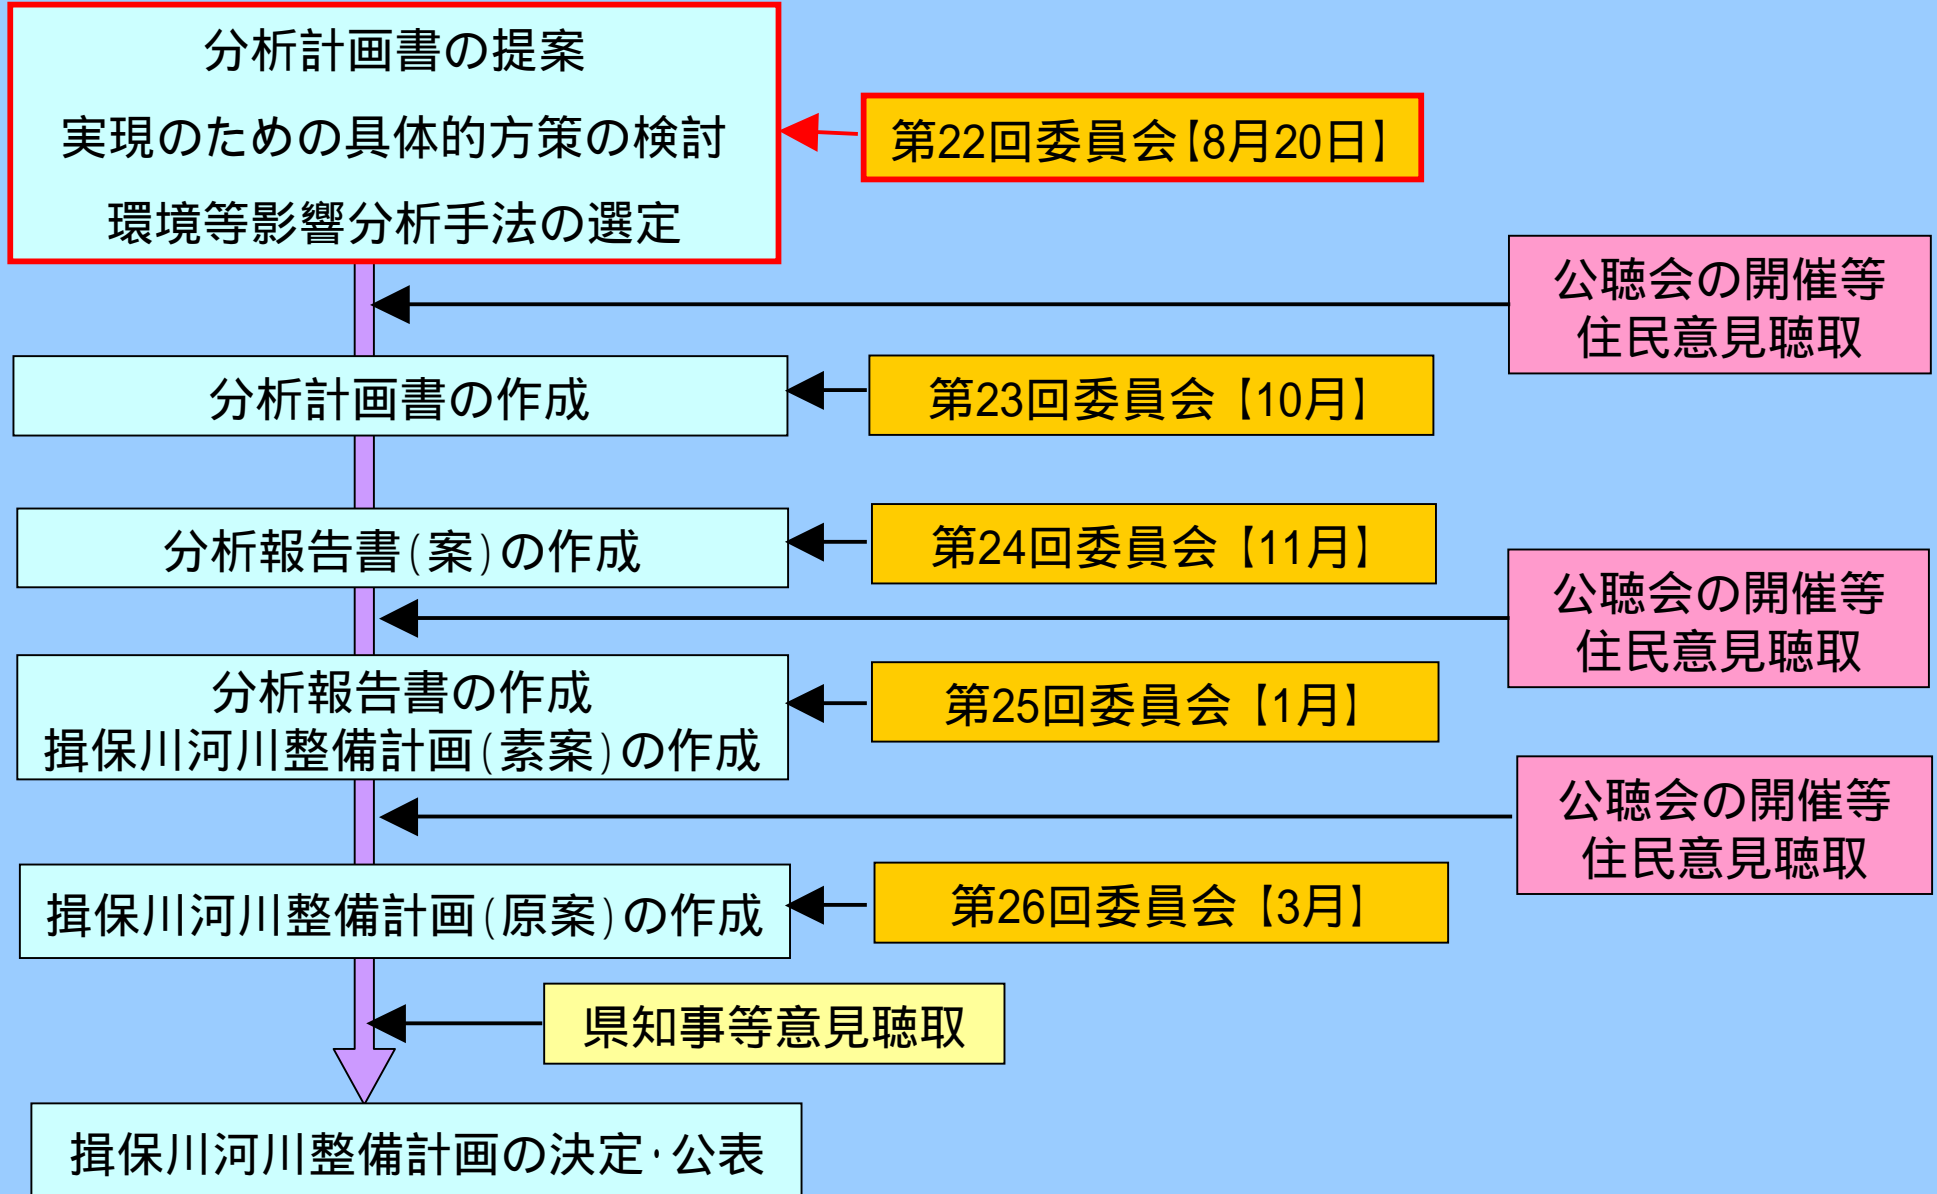 分析計画書の提案
実現のための具体的方策の検討
環境等影響分析手法の選定
第22回委員会【8月20日】
公聴会の開催等
住民意見聴取
分析計画書の作成
第23回委員会【10月】
分析報告書(案)の作成
第24回委員会【11月】
公聴会の開催等
住民意見聴取
分析報告書の作成
揖保川河川整備計画(素案)の作成
第25回委員会【1月】
公聴会の開催等
住民意見聴取
揖保川河川整備計画(原案)の作成
第26回委員会【3月】
県知事等意見聴取
揖保川河川整備計画の決定・公表